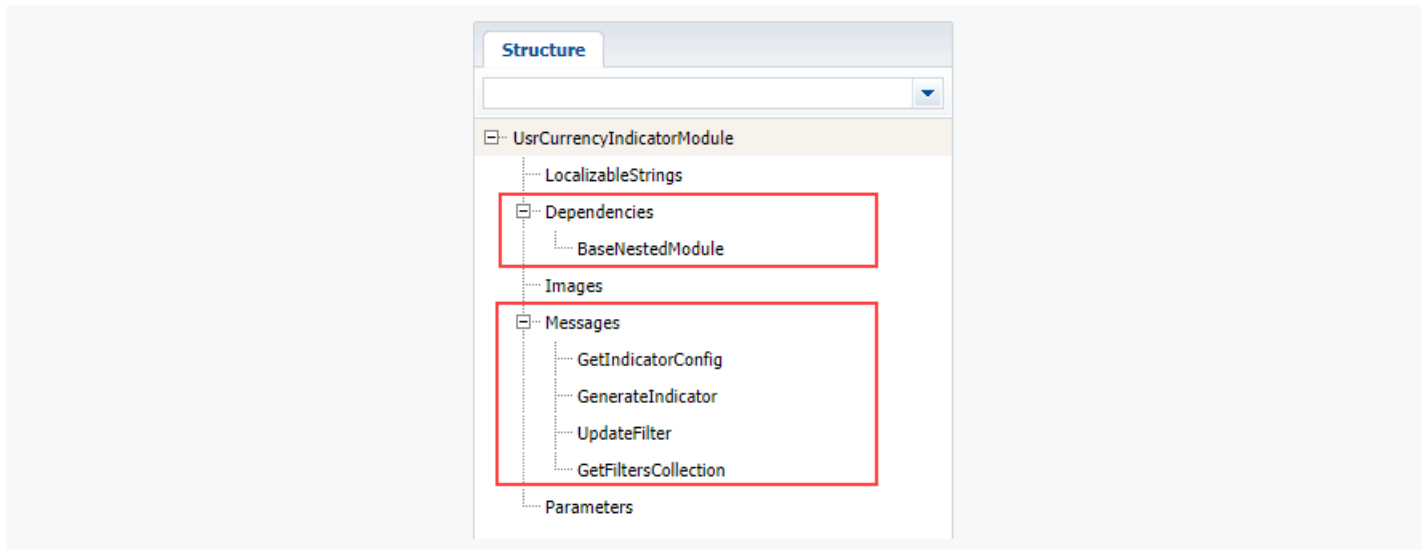 Structure
UsrCurrencyIndicatorModule
LocalizableStrings
Dependencies
BaseNestedModule
Images
Messages
GetIndicatorConfig
GenerateIndicator
UpdateFilter
GetFiltersCollection
Parameters